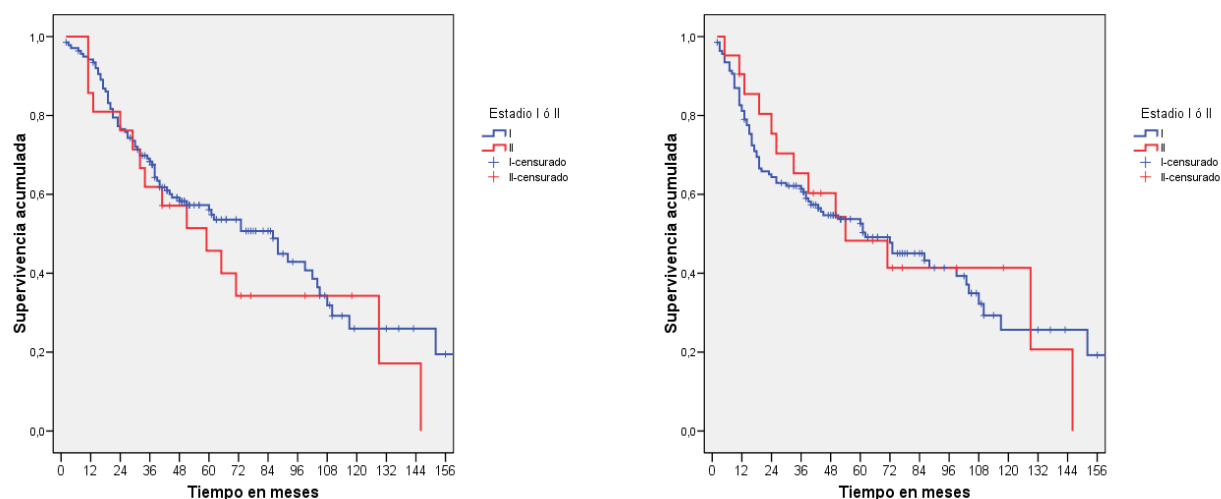 Supervivencia acumulada
1,0
0,8
0,6
0,4
0,2
0,0
0 12 24 36 48 60 72 84 96 108 120 132 144 156
Tiempo en meses
Estadio I ó II
I
II
I-censurado
II-censurado
Supervivencia acumulada
1,0
0,8
0,6
0,4
0,2
0,0
0 12 24 36 48 60 72 84 96 108 120 132 144 156
Tiempo en meses
Estadio I ó II
I
II
I-censurado
II-censurado